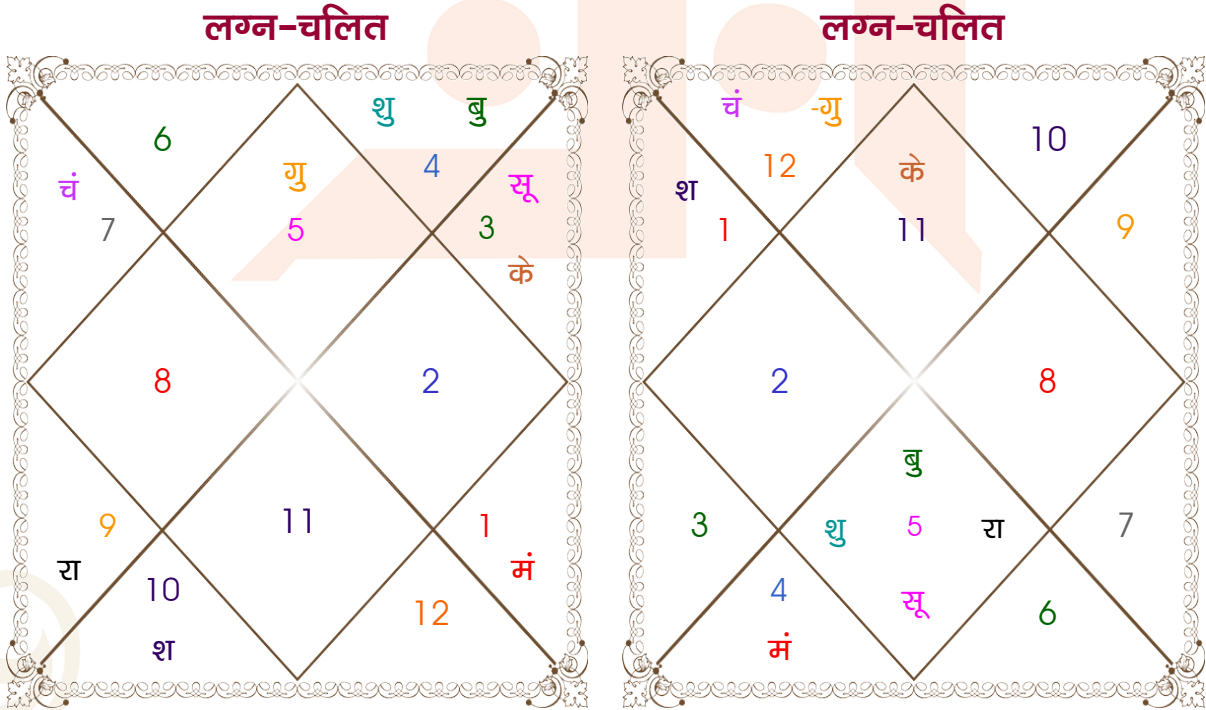 लग्न-चलित लग्न-चलित
शु बु चं -गु
6 4 12 10
गु सू के
चं श
7 5 3 1 11 9
के
8 2 2 8
बु
9 11 1 3 शु 5 रा 7
रा मं
10 12 4 सू 6
श मं